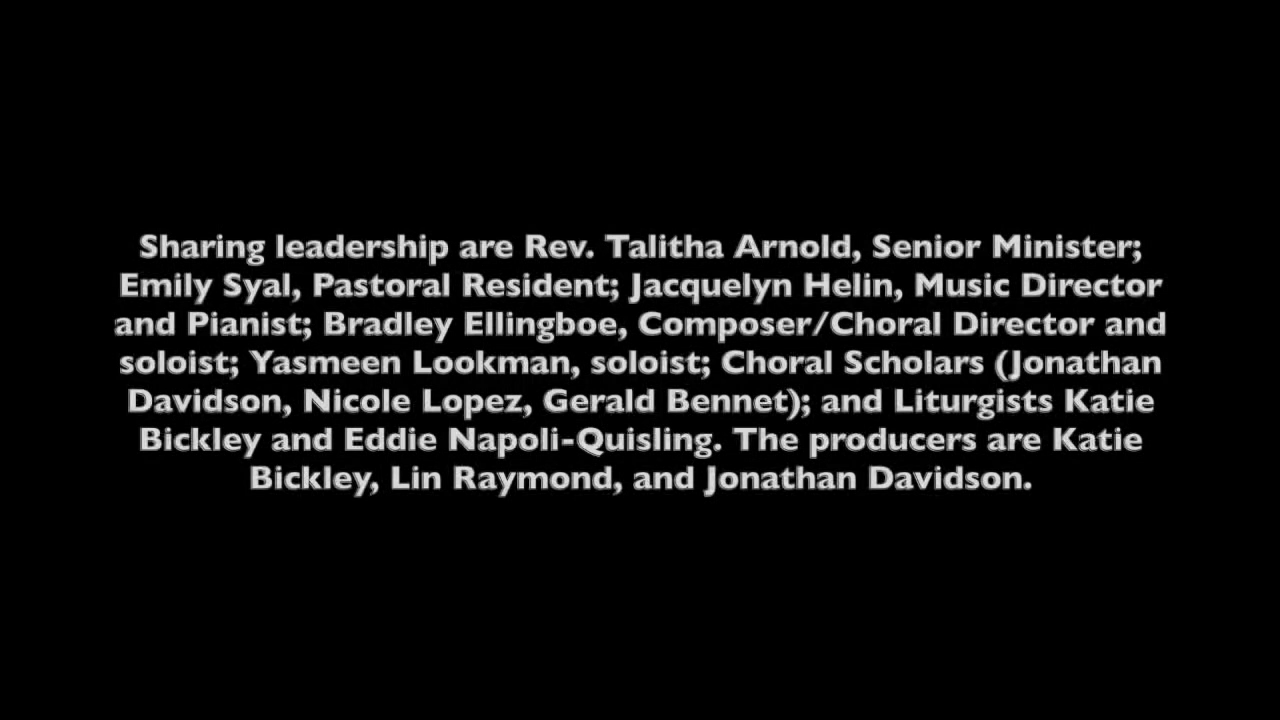 Sharing leadership are Rev. Talitha Arnold, Senior Minister;
Emily Syal, Pastoral Resident; Jacquelyn Helin, Music Director
and Pianist; Bradley Ellingboe, Composer/Choral Director and
soloist; Yasmeen Lookman, soloist; Choral Scholars (Jonathan
Davidson, Nicole Lopez, Gerald Bennet); and Liturgists Katie
Bickley and Eddie Napoli-Quisling. The producers are Katie
Bickley, Lin Raymond, and Jonathan Davidson.